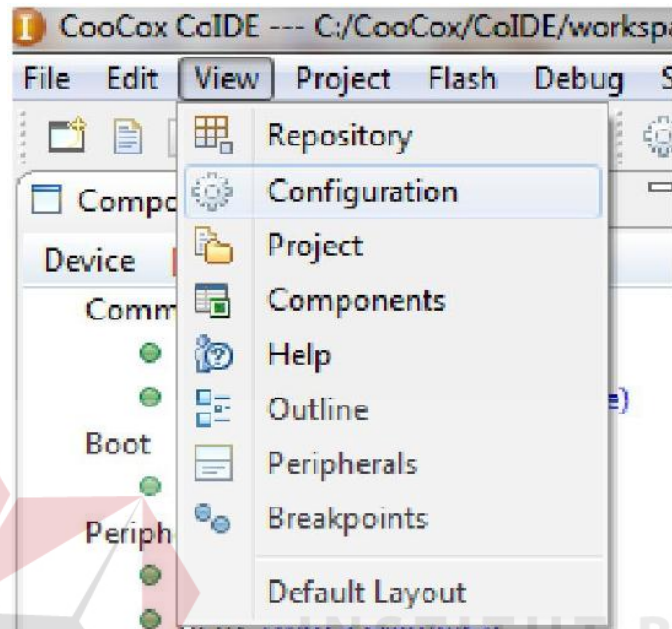 CooCox CoIDE --- C:/CooCox/CoIDE/workspa
File Edit View Project Flash Debug S
Repository
Compo
Configuration
Device
Project
Comm
Components
Help
Outline
e)
Boot
Peripherals
Periph
Breakpoints
Default Layout
INSTITUT